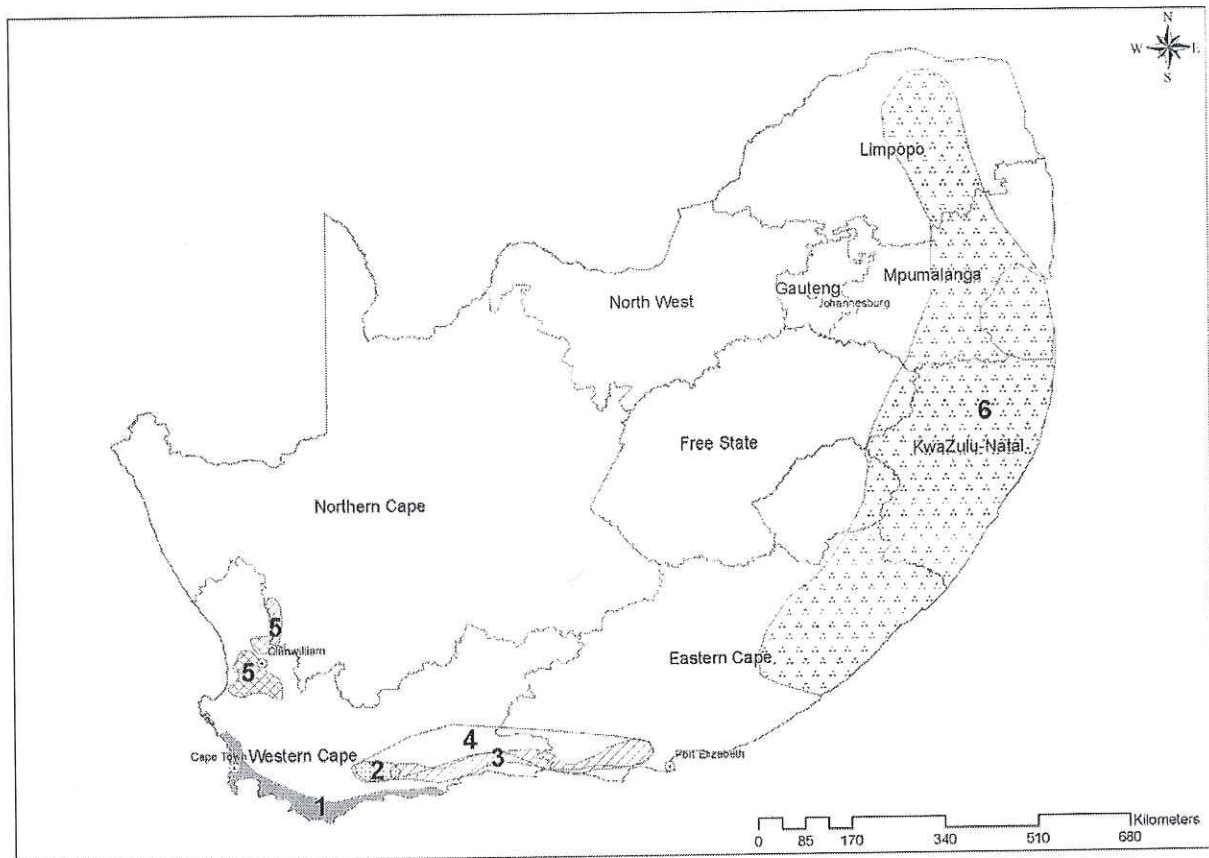 N
W E
S
Limpopo
Mpumalanga
Gauteng
Johannesburg
North West
6
Free State
KwaZulu-Natal
Northern Cape
5
Clanwilliam
5
Eastern Cape
4
Port Elizabeth
Cape Town
Western Cape
3
2
1
Kilometers
0 85 170 340 510 680